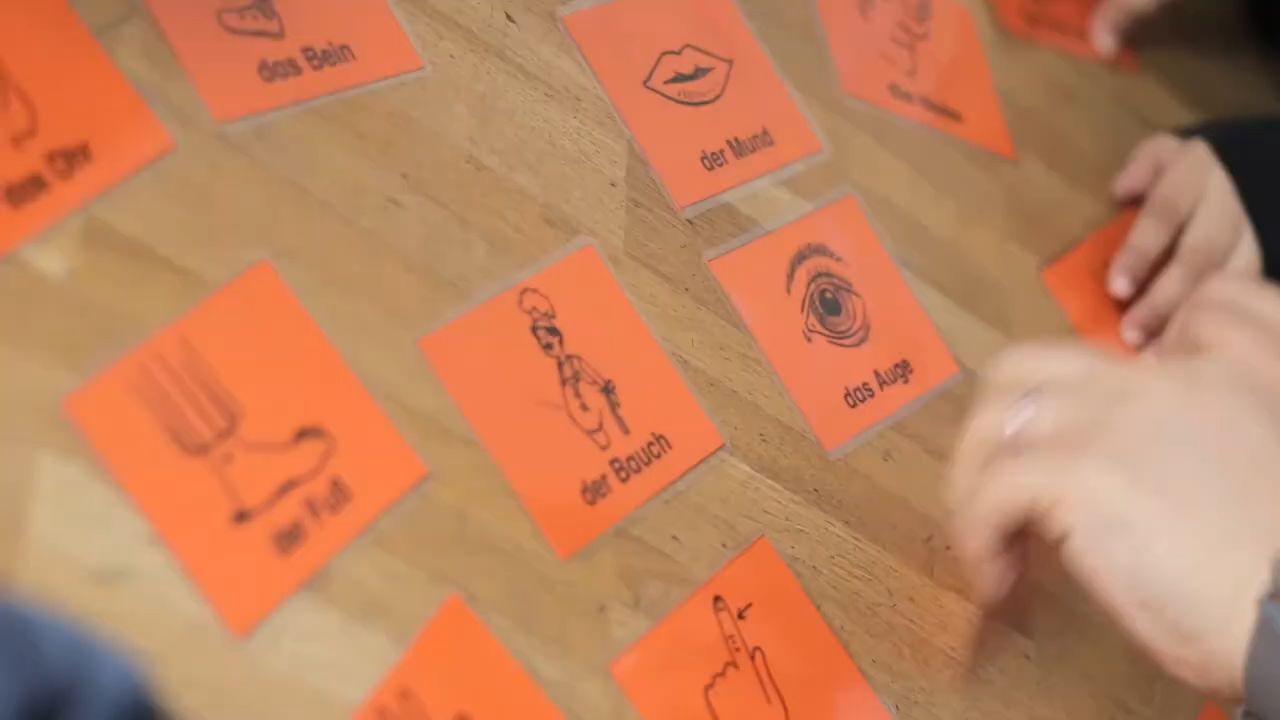 das Bein
der Mund
das Ohr
das Auge
der Bauch
der Fuß